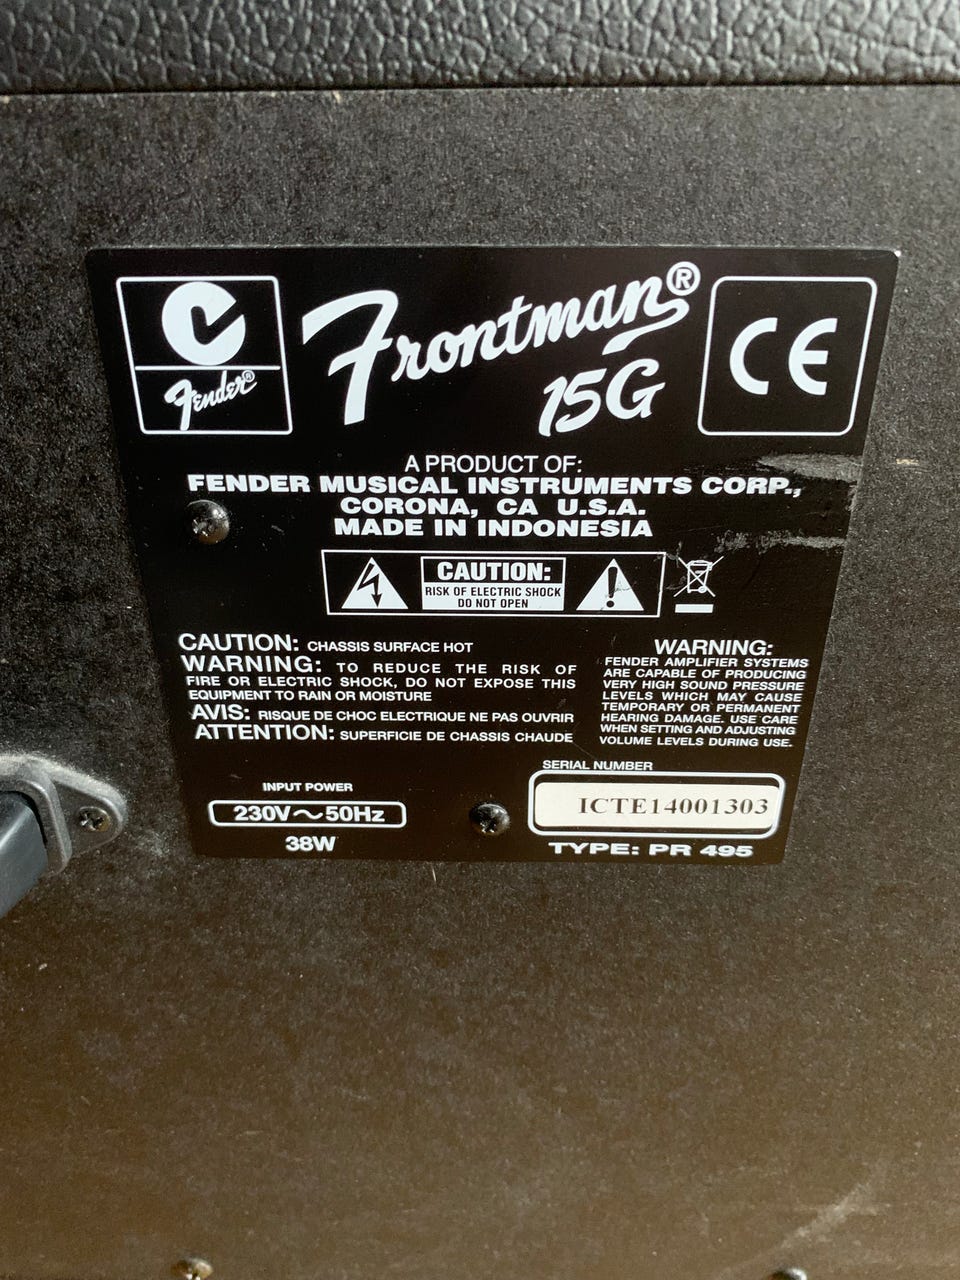 Fender®
Frontman®
15G
CE
A PRODUCT OF:
FENDER MUSICAL INSTRUMENTS CORP.,
CORONA, CA U.S.A.
MADE IN INDONESIA
CAUTION:
RISK OF ELECTRIC SHOCK
DO NOT OPEN
CAUTION: CHASSIS SURFACE HOT
WARNING: TO REDUCE THE RISK OF
FIRE OR ELECTRIC SHOCK, DO NOT EXPOSE THIS
EQUIPMENT TO RAIN OR MOISTURE
AVIS: RISQUE DE CHOC ELECTRIQUE NE PAS OUVRIR
ATTENTION: SUPERFICIE DE CHASSIS CHAUDE
WARNING:
FENDER AMPLIFIER SYSTEMS
ARE CAPABLE OF PRODUCING
VERY HIGH SOUND PRESSURE
LEVELS WHICH MAY CAUSE
TEMPORARY OR PERMANENT
HEARING DAMAGE. USE CARE
WHEN SETTING AND ADJUSTING
VOLUME LEVELS DURING USE.
INPUT POWER
230V~50Hz
38W
SERIAL NUMBER
ICTE14001303
TYPE: PR 495